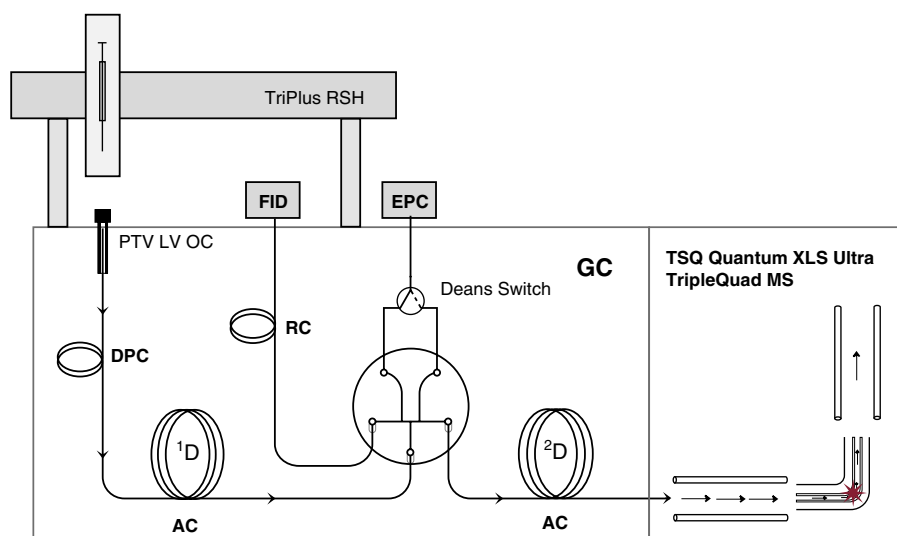 TriPlus RSH
FID
EPC
PTV LV OC
GC
TSQ Quantum XLS Ultra
TripleQuad MS
Deans Switch
RC
DPC
¹D
²D
AC
AC